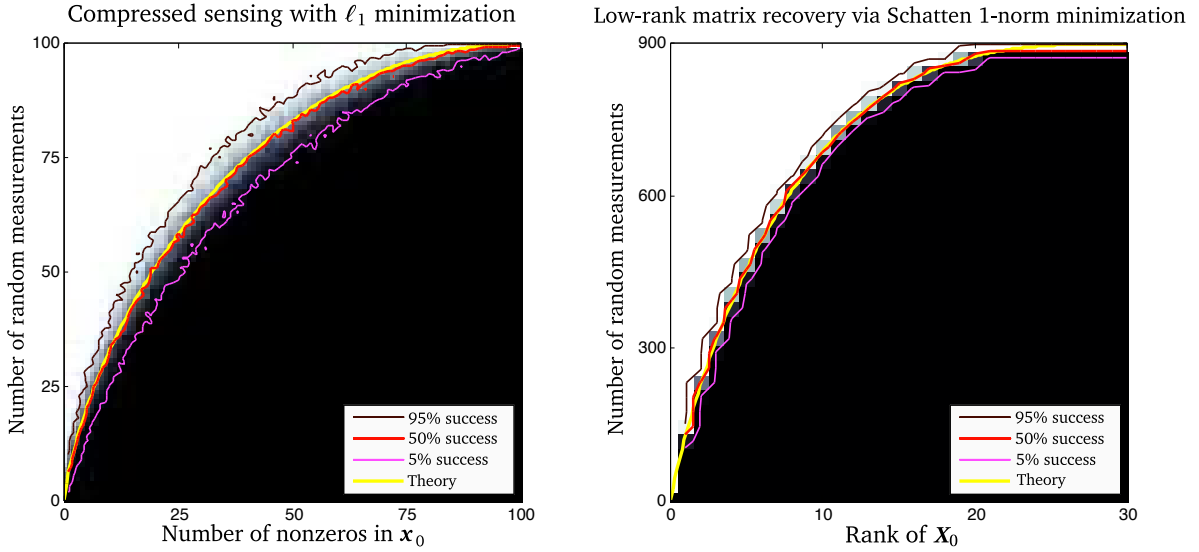 Compressed sensing with ℓ₁ minimization
100
75
50
25
0
Number of random measurements
95% success
50% success
5% success
Theory
0 25 50 75 100
Number of nonzeros in x₀
Low-rank matrix recovery via Schatten 1-norm minimization
900
600
300
0
Number of random measurements
95% success
50% success
5% success
Theory
0 10 20 30
Rank of X₀